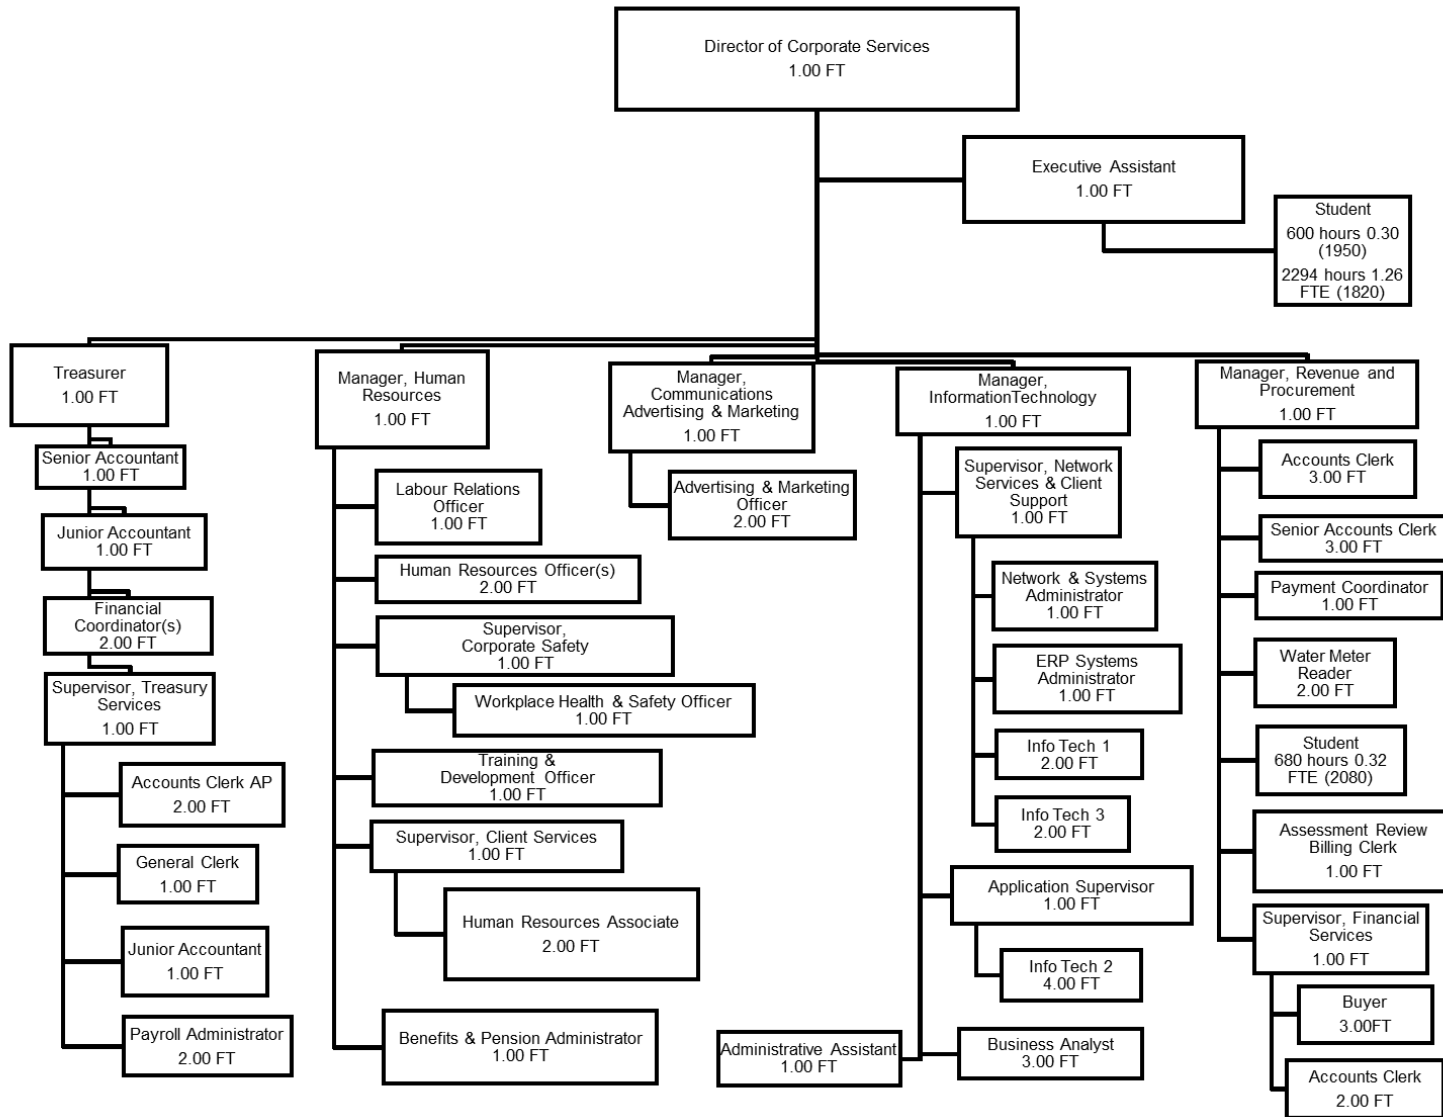 Director of Corporate Services
1.00 FT
Executive Assistant
1.00 FT
Student
600 hours 0.30
(1950)
2294 hours 1.26
FTE (1820)
Treasurer
1.00 FT
Senior Accountant
1.00 FT
Junior Accountant
1.00 FT
Financial
Coordinator(s)
2.00 FT
Supervisor, Treasury
Services
1.00 FT
Accounts Clerk AP
2.00 FT
General Clerk
1.00 FT
Junior Accountant
1.00 FT
Payroll Administrator
2.00 FT
Manager, Human
Resources
1.00 FT
Labour Relations
Officer
1.00 FT
Human Resources Officer(s)
2.00 FT
Supervisor,
Corporate Safety
1.00 FT
Workplace Health & Safety Officer
1.00 FT
Training &
Development Officer
1.00 FT
Supervisor, Client Services
1.00 FT
Human Resources Associate
2.00 FT
Benefits & Pension Administrator
1.00 FT
Manager,
Communications
Advertising & Marketing
1.00 FT
Advertising & Marketing
Officer
2.00 FT
Manager,
InformationTechnology
1.00 FT
Supervisor, Network
Services & Client
Support
1.00 FT
Network & Systems
Administrator
1.00 FT
ERP Systems
Administrator
1.00 FT
Info Tech 1
2.00 FT
Info Tech 3
2.00 FT
Application Supervisor
1.00 FT
Info Tech 2
4.00 FT
Administrative Assistant
1.00 FT
Business Analyst
3.00 FT
Manager, Revenue and
Procurement
1.00 FT
Accounts Clerk
3.00 FT
Senior Accounts Clerk
3.00 FT
Payment Coordinator
1.00 FT
Water Meter
Reader
2.00 FT
Student
680 hours 0.32
FTE (2080)
Assessment Review
Billing Clerk
1.00 FT
Supervisor, Financial
Services
1.00 FT
Buyer
3.00FT
Accounts Clerk
2.00 FT